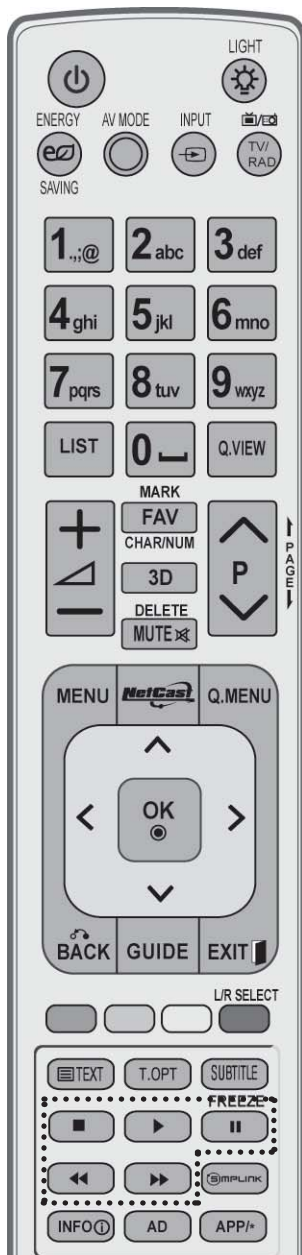 LIGHT
ENERGY AV MODE INPUT
TV/
RAD
SAVING
1.,;@ 2abc 3def
4ghi 5jkl 6mno
7pqrs 8tuv 9wxyz
LIST 0 Q.VIEW
MARK
FAV
CHAR/NUM
3D
P
PAGE
DELETE
MUTE
MENU NetCast Q.MENU
OK
BACK GUIDE EXIT
L/R SELECT
TEXT T.OPT SUBTITLE
FREEZE
SIMPLINK
INFO i AD APP/*